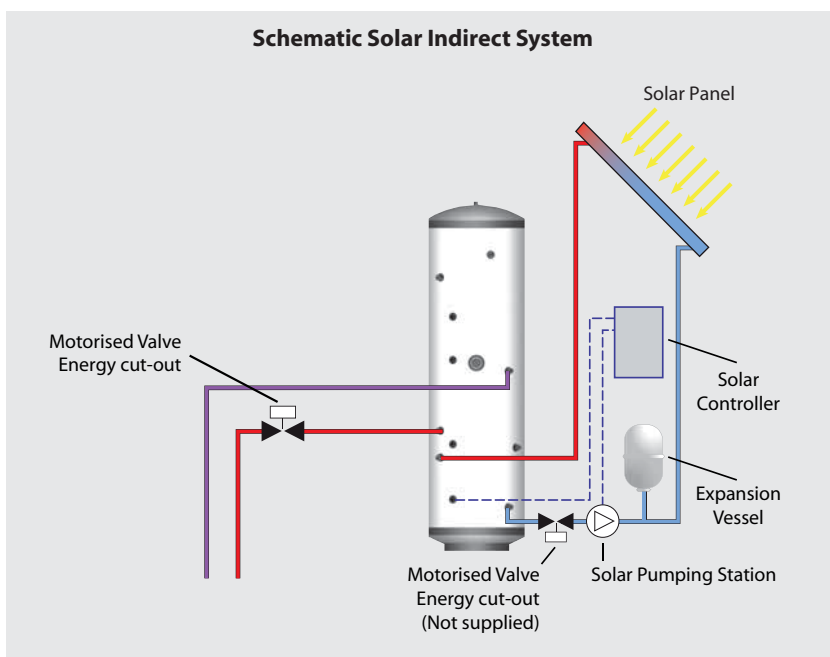 Schematic Solar Indirect System
Solar Panel
Motorised Valve
Energy cut-out
Solar
Controller
Expansion
Vessel
Motorised Valve
Energy cut-out
(Not supplied)
Solar Pumping Station